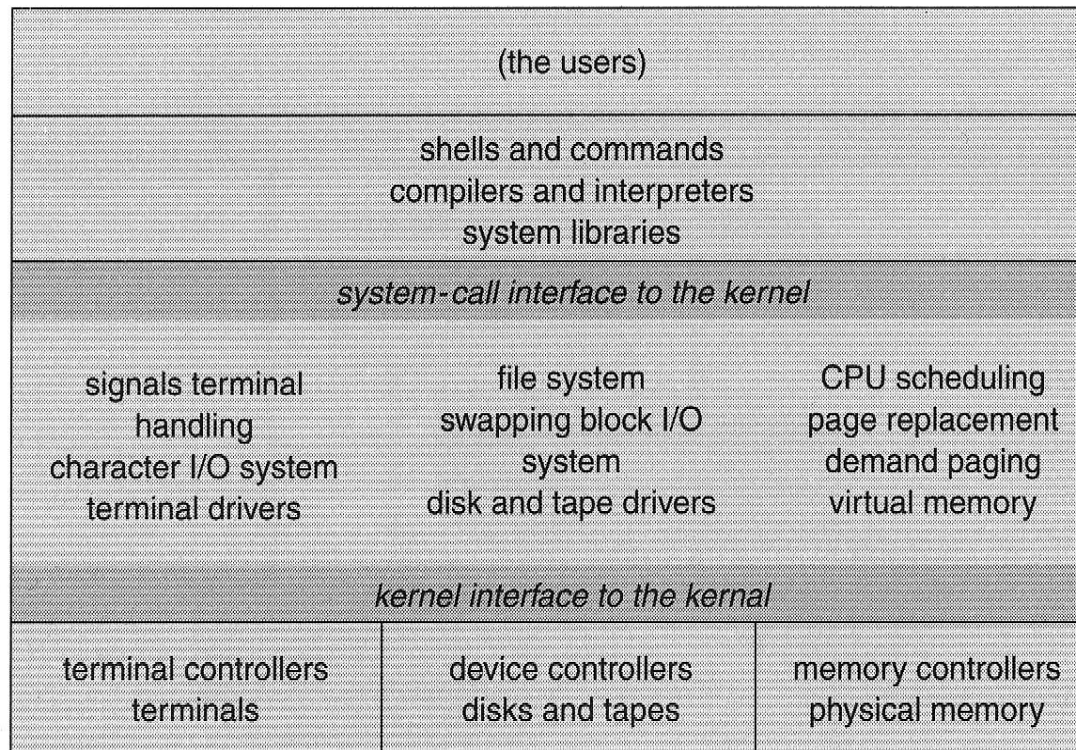 (the users)
shells and commands
compilers and interpreters
system libraries
system-call interface to the kernel
signals terminal
handling
character I/O system
terminal drivers
file system
swapping block I/O
system
disk and tape drivers
CPU scheduling
page replacement
demand paging
virtual memory
kernel interface to the kernal
terminal controllers
terminals
device controllers
disks and tapes
memory controllers
physical memory